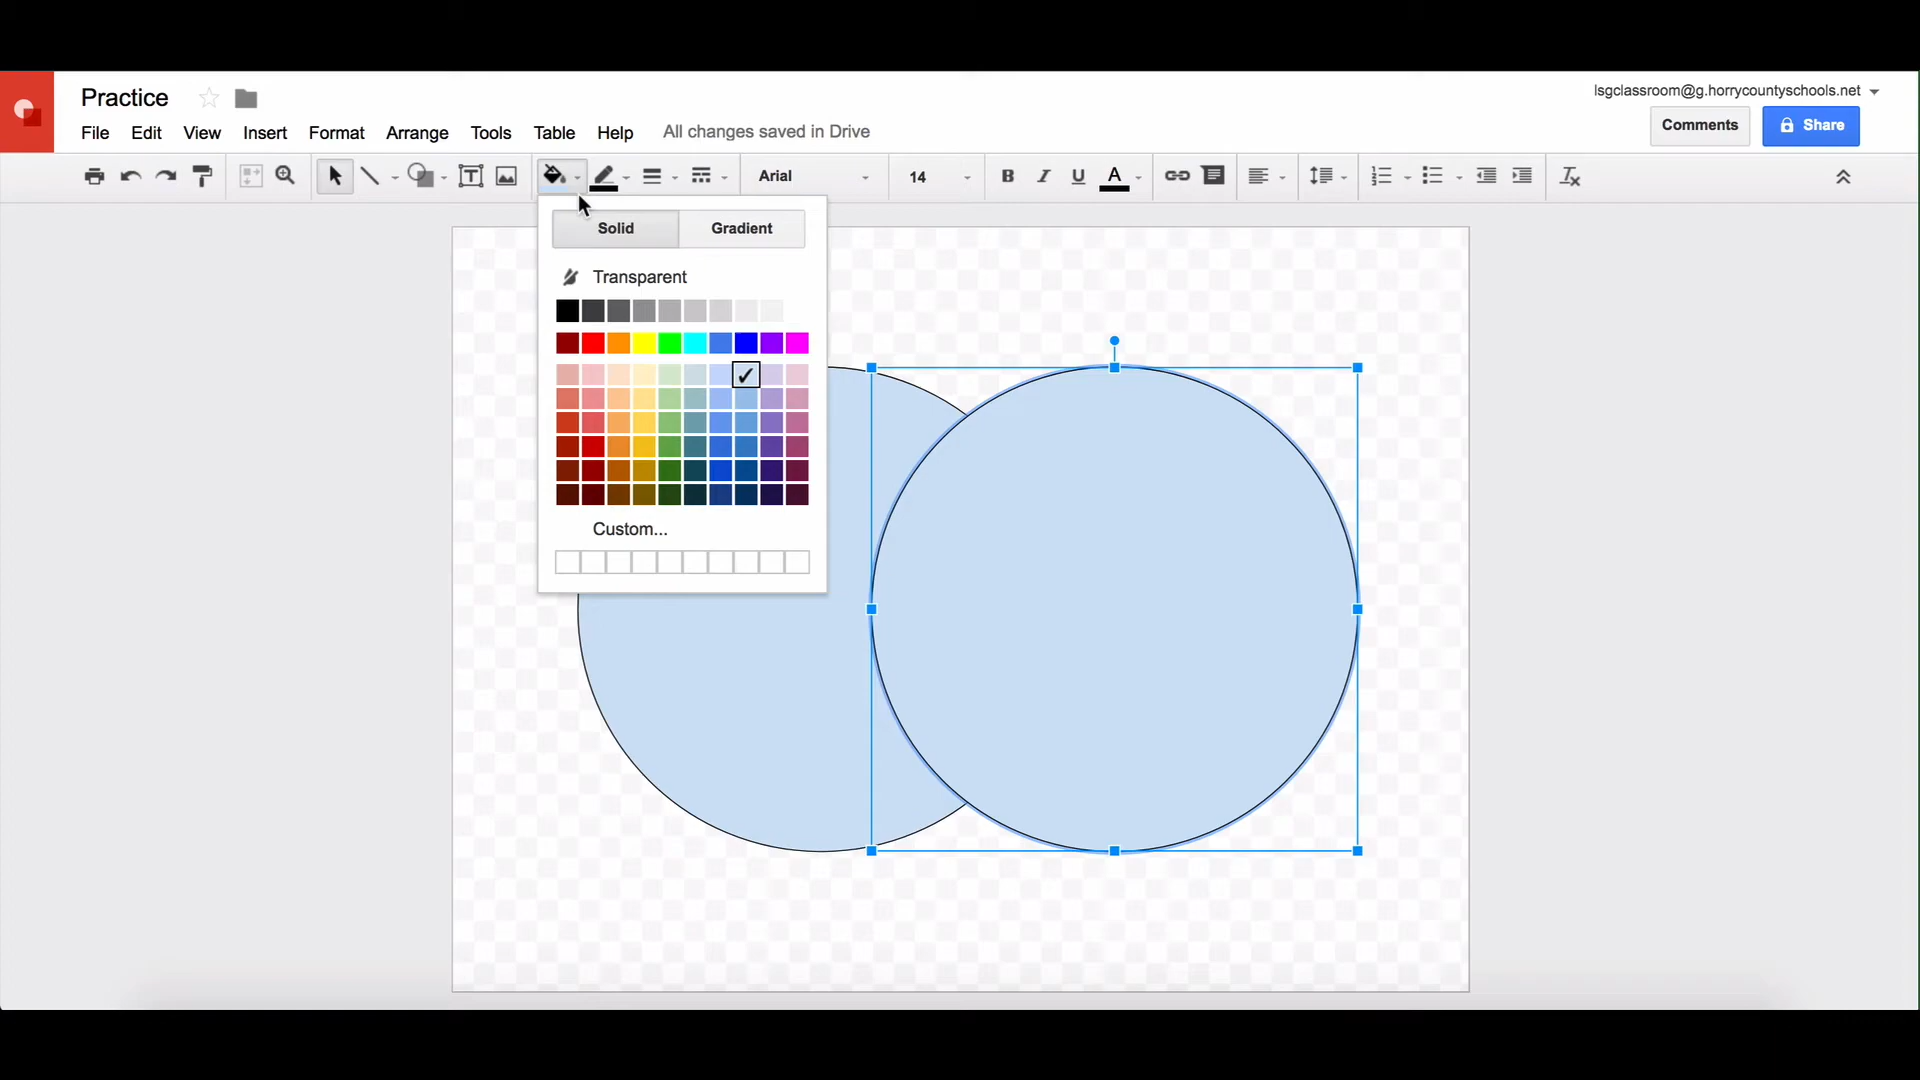 Practice
lsgclassroom@g.horrycountyschools.net
File Edit View Insert Format Arrange Tools Table Help All changes saved in Drive
Comments Share
Arial 14 B I U A
Solid Gradient
Transparent
Custom...